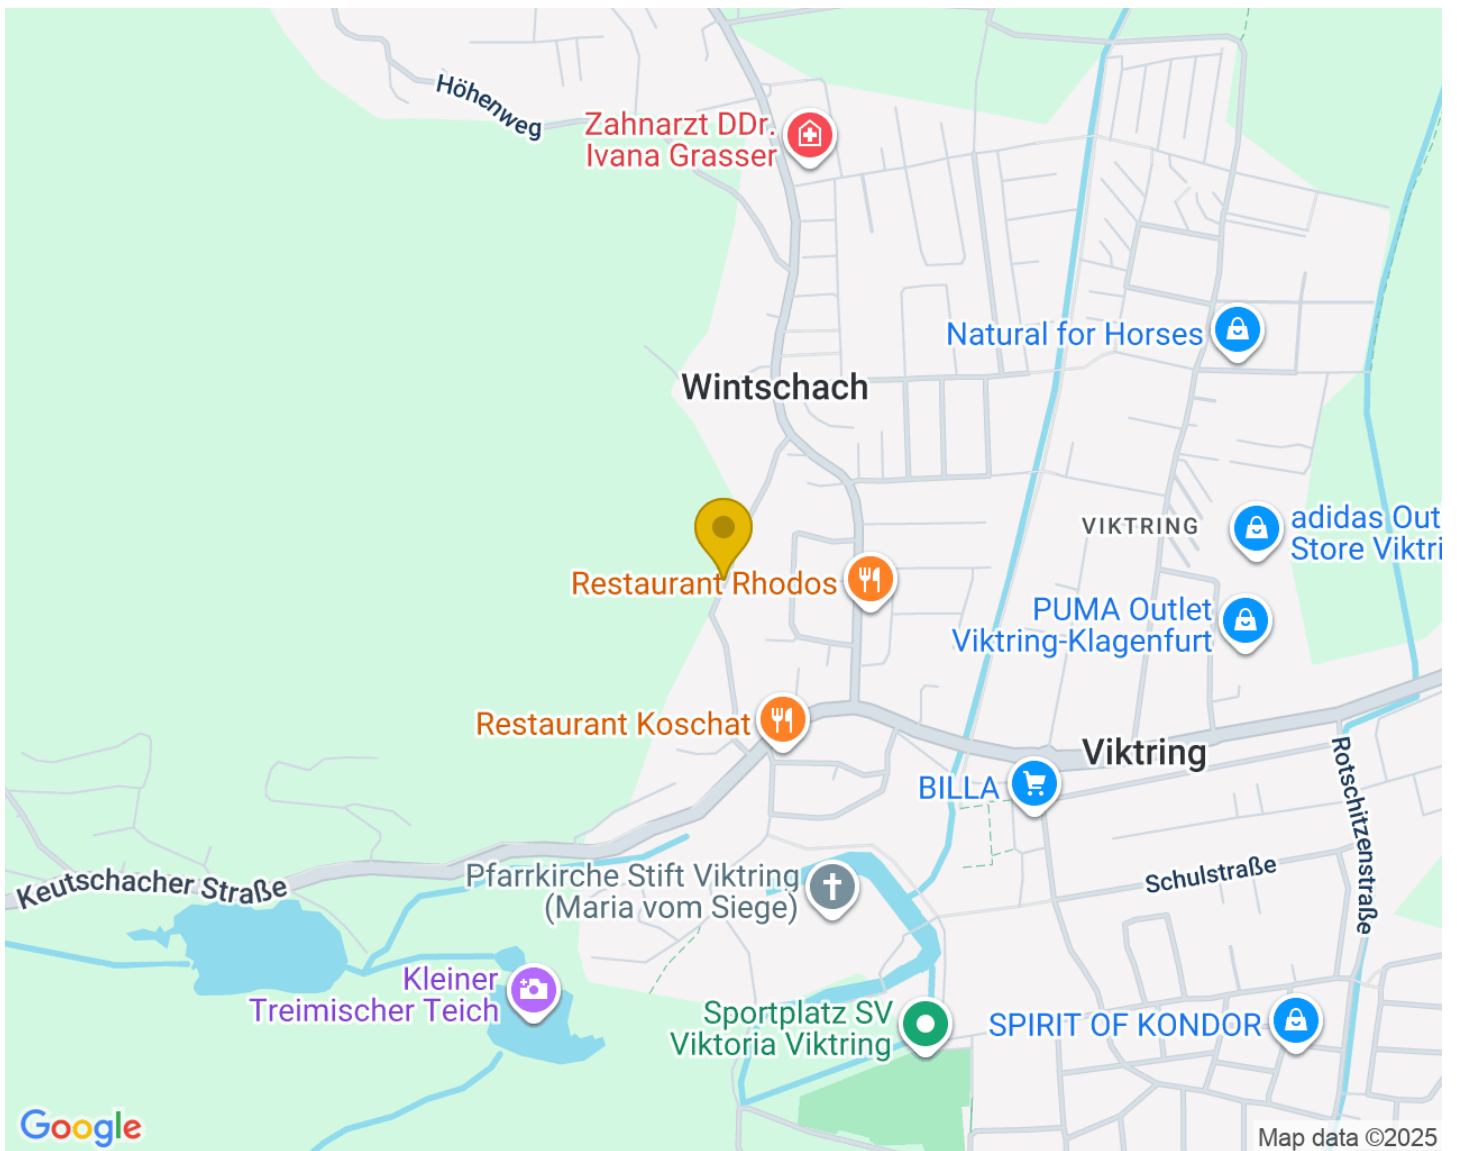 Höhenweg
Zahnarzt DDr.
Ivana Grasser
Natural for Horses
Wintschach
VIKTRING
adidas Out
Store Viktri
Restaurant Rhodos
PUMA Outlet
Viktring-Klagenfurt
Restaurant Koschat
Viktring
BILLA
Rotschitzenstraße
Keutschacher Straße
Pfarrkirche Stift Viktring
(Maria vom Siege)
Schulstraße
Kleiner
Treimischer Teich
Sportplatz SV
Viktoria Viktring
SPIRIT OF KONDOR
Google
Map data ©2025